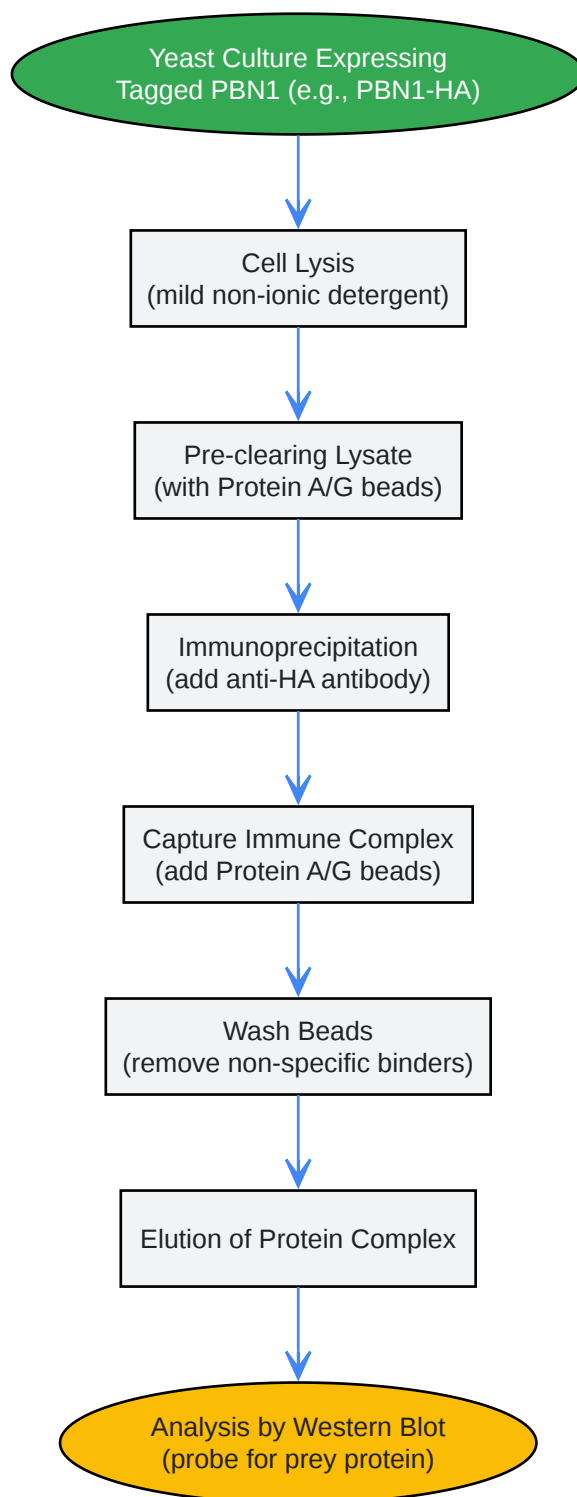 Yeast Culture Expressing
Tagged PBN1 (e.g., PBN1-HA)
Cell Lysis
(mild non-ionic detergent)
Pre-clearing Lysate
(with Protein A/G beads)
Immunoprecipitation
(add anti-HA antibody)
Capture Immune Complex
(add Protein A/G beads)
Wash Beads
(remove non-specific binders)
Elution of Protein Complex
Analysis by Western Blot
(probe for prey protein)